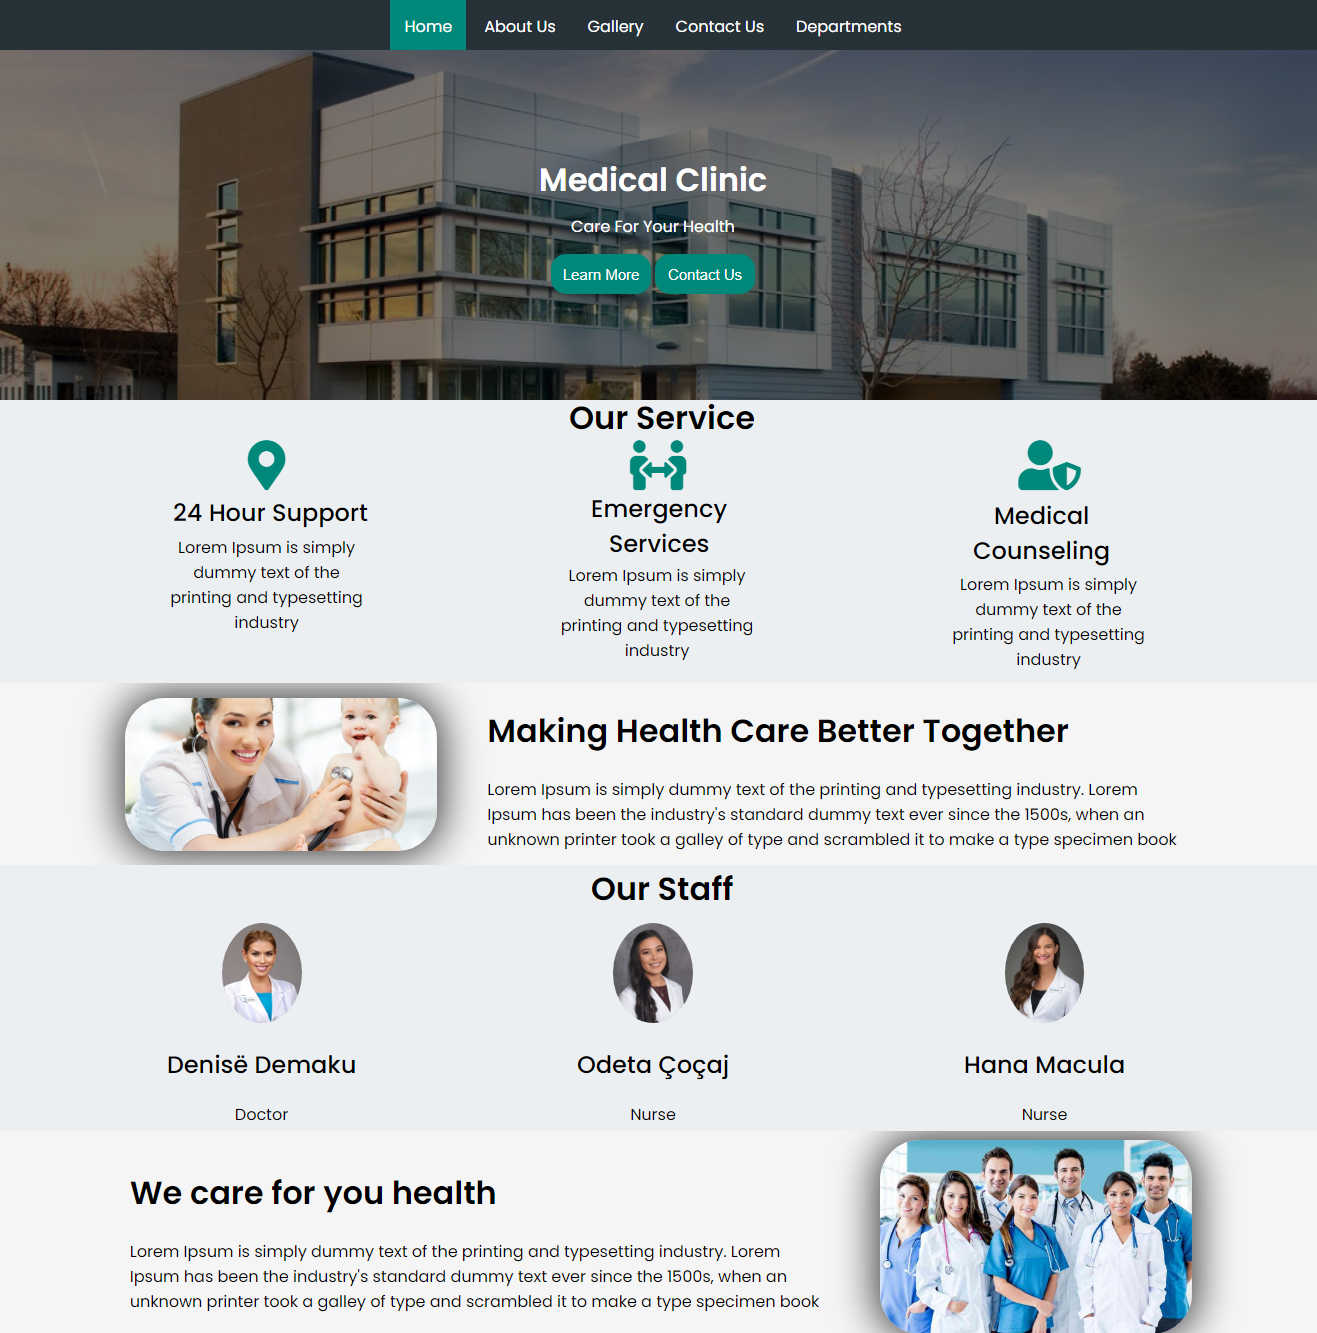 Home About Us Gallery Contact Us Departments
Medical Clinic
Care For Your Health
Learn More Contact Us
Our Service
24 Hour Support
Lorem Ipsum is simply
dummy text of the
printing and typesetting
industry
Emergency
Services
Lorem Ipsum is simply
dummy text of the
printing and typesetting
industry
Medical
Counseling
Lorem Ipsum is simply
dummy text of the
printing and typesetting
industry
Making Health Care Better Together
Lorem Ipsum is simply dummy text of the printing and typesetting industry. Lorem
Ipsum has been the industry's standard dummy text ever since the 1500s, when an
unknown printer took a galley of type and scrambled it to make a type specimen book
Our Staff
Denisë Demaku
Doctor
Odeta Çoçaj
Nurse
Hana Macula
Nurse
We care for you health
Lorem Ipsum is simply dummy text of the printing and typesetting industry. Lorem
Ipsum has been the industry's standard dummy text ever since the 1500s, when an
unknown printer took a galley of type and scrambled it to make a type specimen book